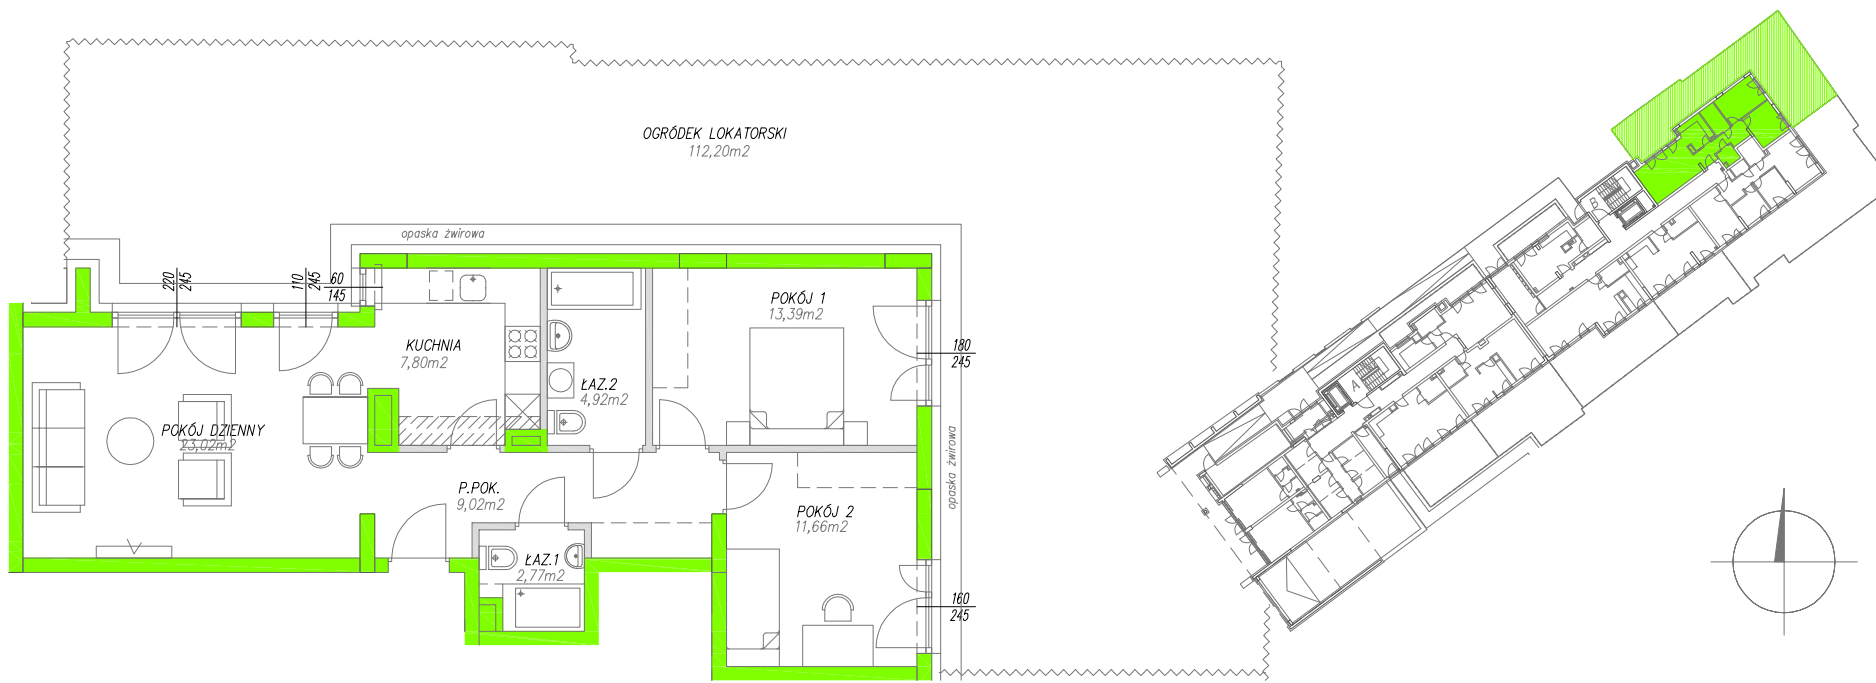 OGRÓDEK LOKATORSKI
112,20m2
opaska żwirowa
220
245
110
245
60
145
POKÓJ 1
13,39m2
KUCHNIA
7,80m2
180
245
ŁAZ.2
4,92m2
POKÓJ DZIENNY
23,02m2
opaska żwirowa
P.POK.
9,02m2
POKÓJ 2
11,66m2
ŁAZ.1
2,77m2
160
245
A